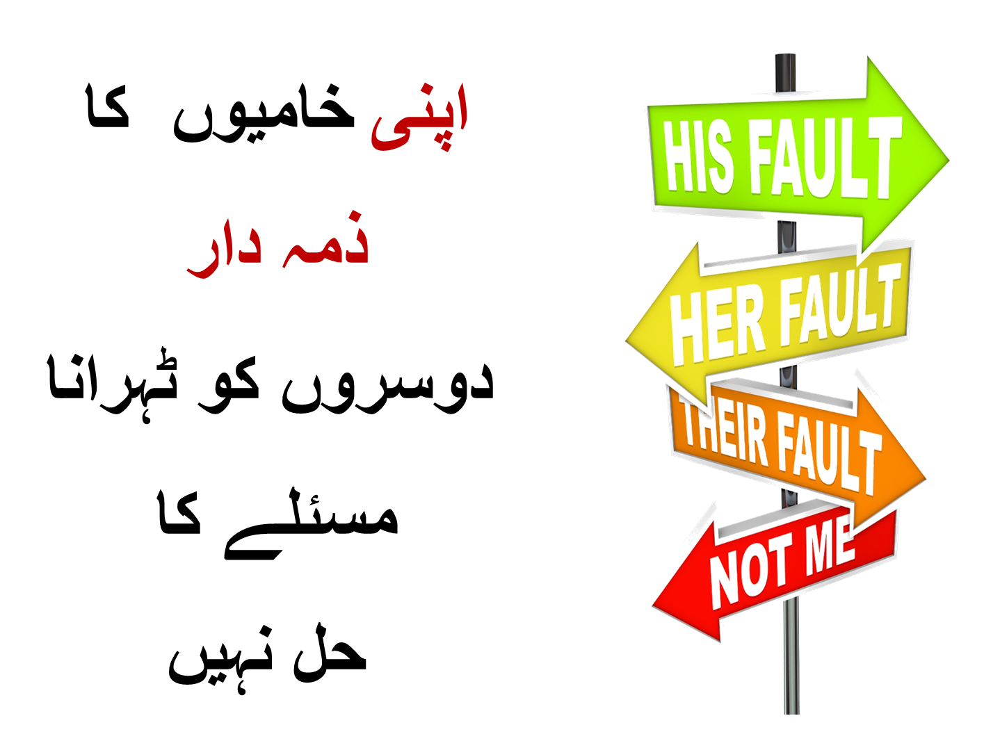 اپنی خامیوں کا
ذمہ دار
دوسروں کو ٹہرانا
مسئلے کا
حل نہیں
HIS FAULT
HER FAULT
THEIR FAULT
NOT ME